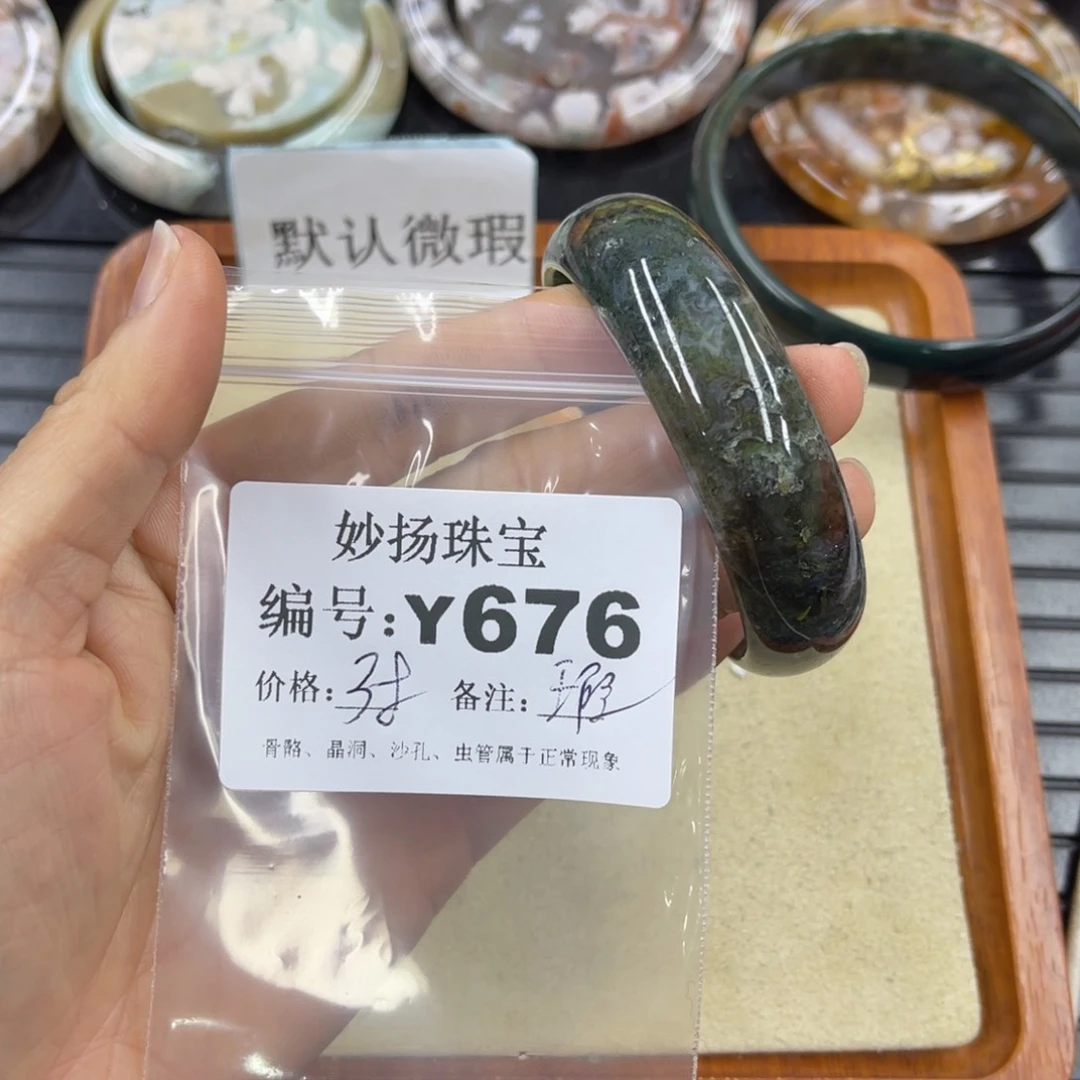 默认微瑕
妙扬珠宝
编号:Y676
价格: 备注:瑕
骨骼、晶洞、沙孔、虫管属于正常现象